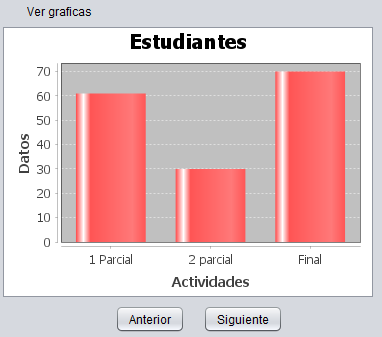 Ver graficas
Estudiantes
Datos
70
60
50
40
30
20
10
0
1 Parcial
2 parcial
Final
Actividades
Anterior
Siguiente